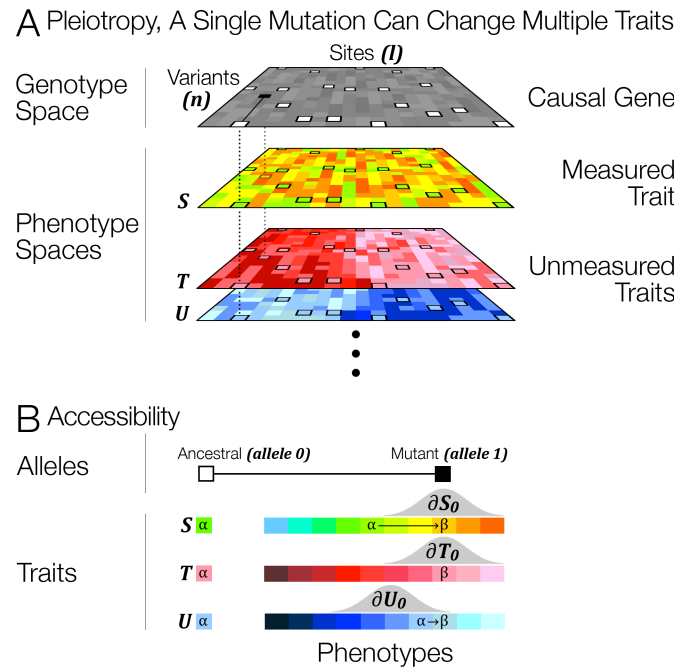 A Pleiotropy, A Single Mutation Can Change Multiple Traits
Sites (l)
Genotype
Space
Variants
(n)
Causal Gene
Phenotype
Spaces
S
Measured
Trait
T
Unmeasured
Traits
U
B Accessibility
Alleles
Ancestral (allele 0)
Mutant (allele 1)
Traits
∂S₀
S α α β
∂T₀
T α β
∂U₀
U α α β
Phenotypes